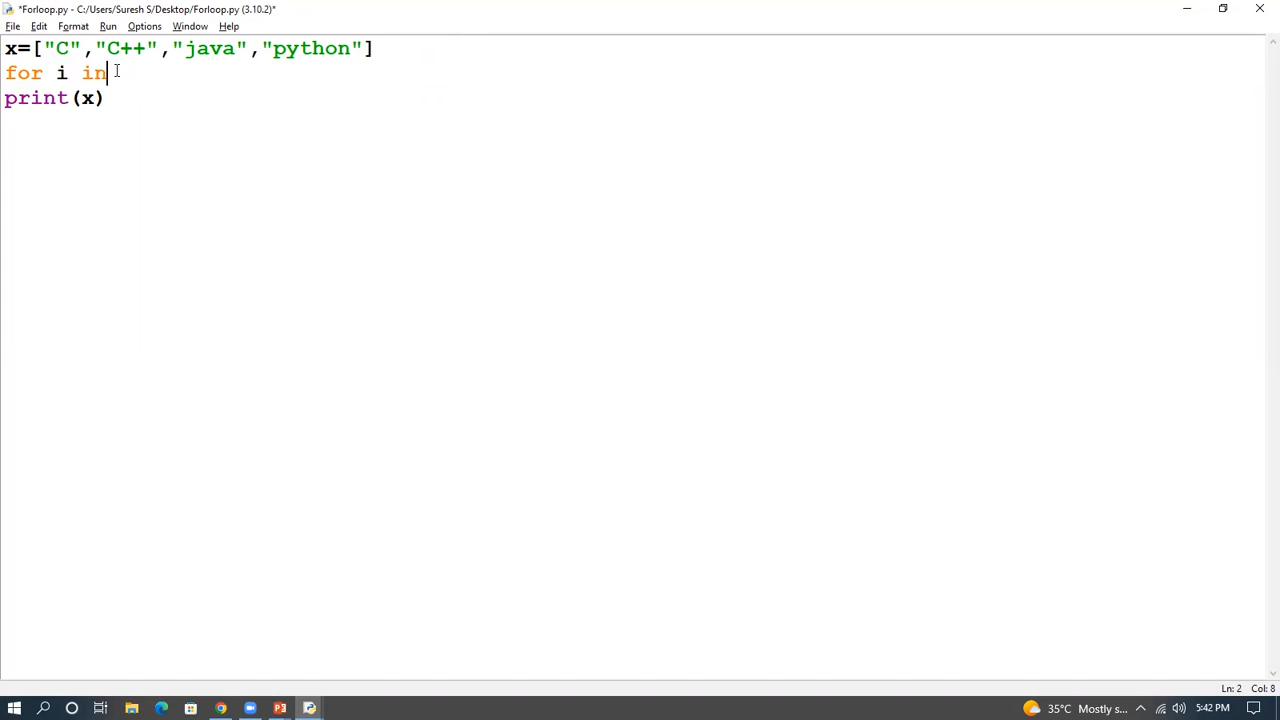 *Forloop.py - C:/Users/Suresh S/Desktop/Forloop.py (3.10.2)*
File Edit Format Run Options Window Help
x=["C","C++","java","python"]
for i in
print(x)
Ln: 2 Col: 8
35°C Mostly s... 5:42 PM